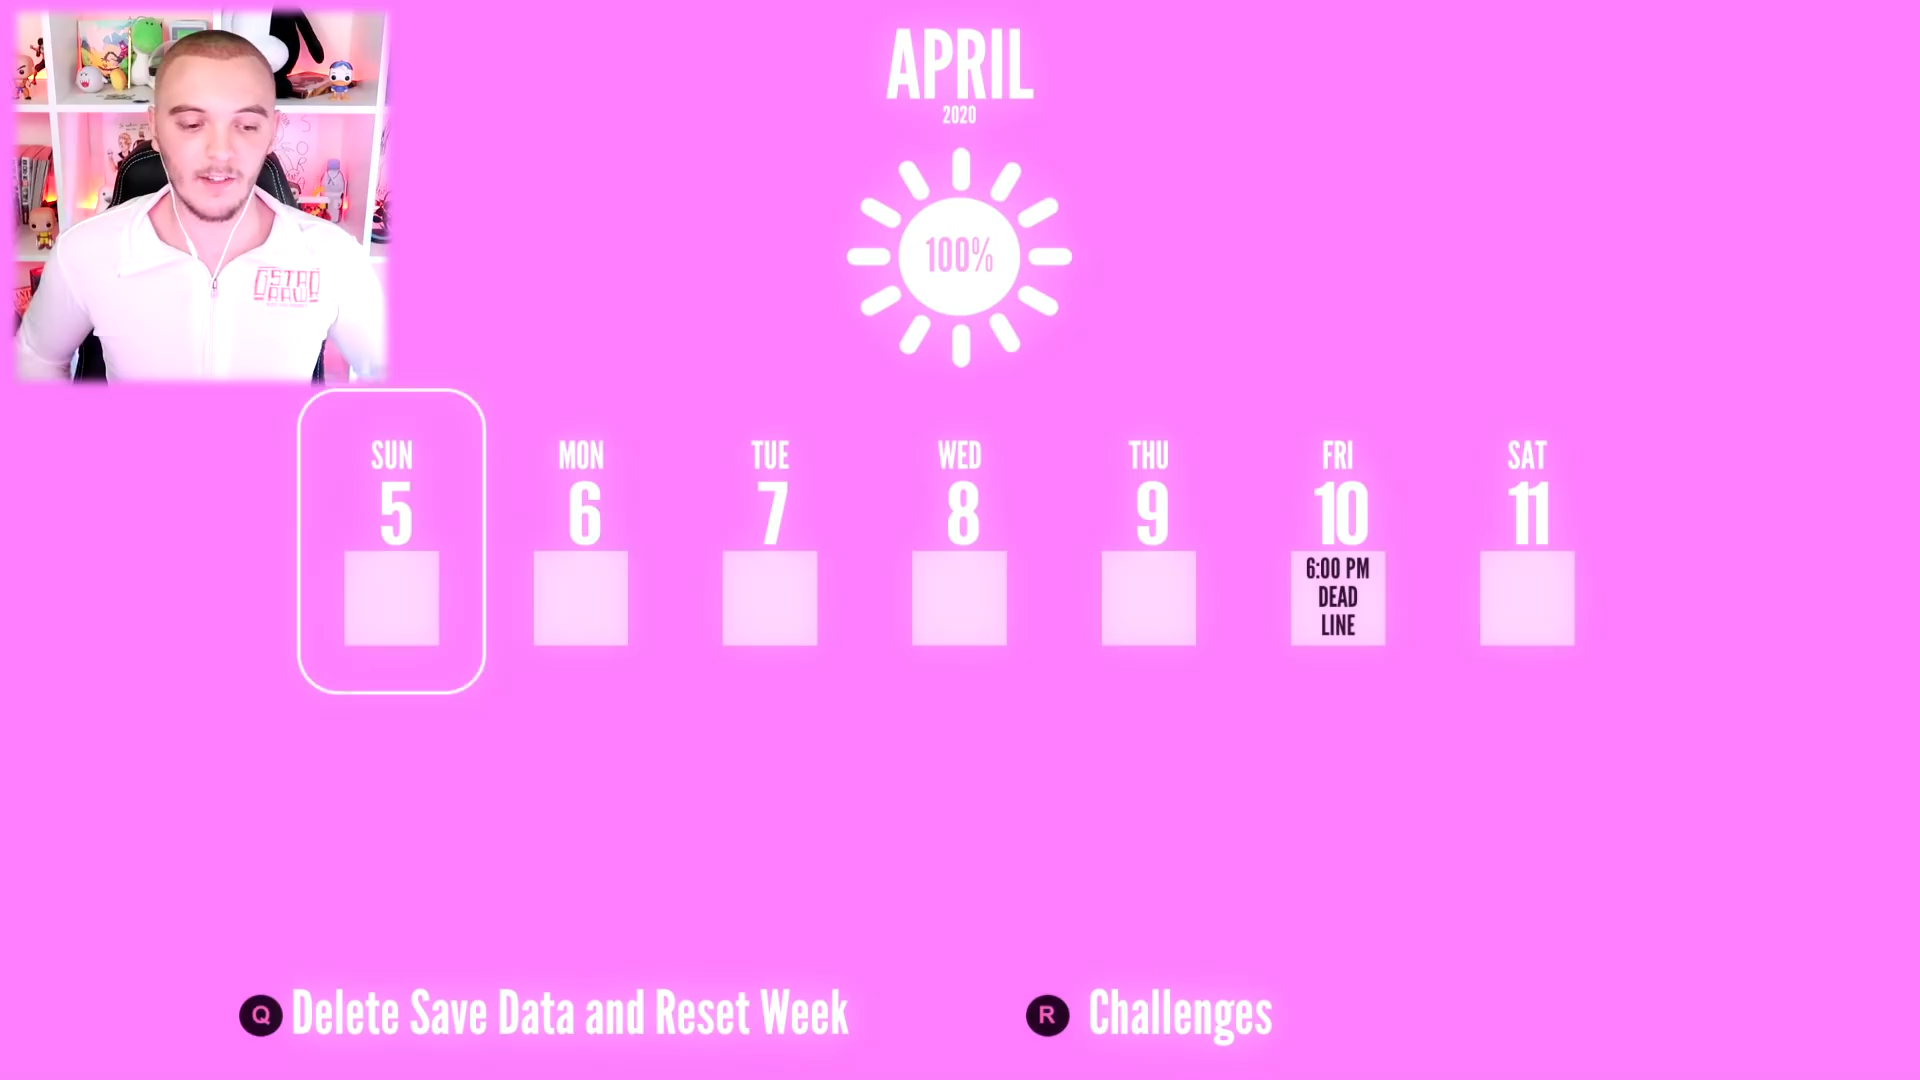 APRIL
2020
100%
SUN
5
MON
6
TUE
7
WED
8
THU
9
FRI
10
6:00 PM
DEAD
LINE
SAT
11
Q Delete Save Data and Reset Week
R Challenges